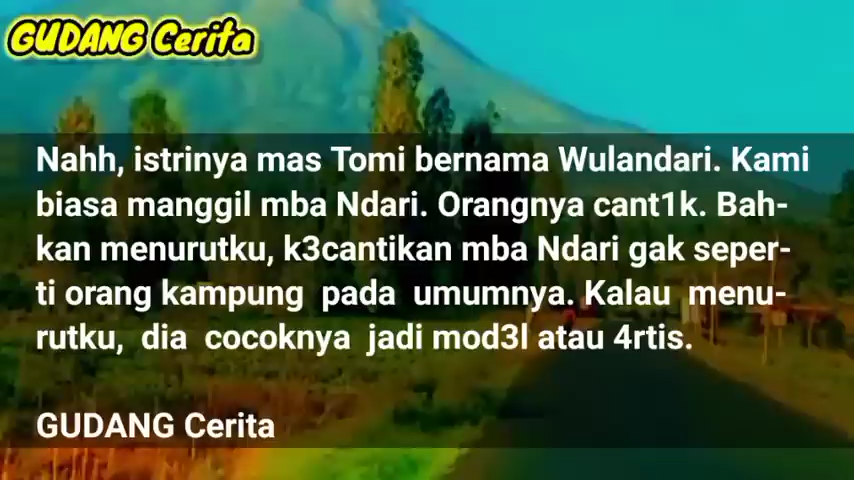 GUDANG Cerita
Nahh, istrinya mas Tomi bernama Wulandari. Kami
biasa manggil mba Ndari. Orangnya cant1k. Bah-
kan menurutku, k3cantikan mba Ndari gak seper-
ti orang kampung pada umumnya. Kalau menu-
rutku, dia cocoknya jadi mod3l atau 4rtis.
GUDANG Cerita